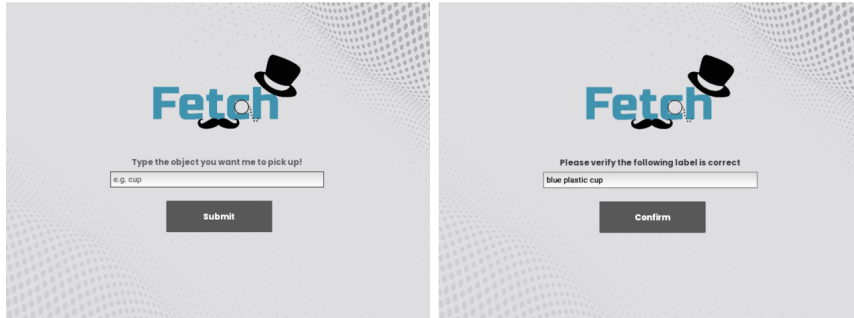 Fetch
Type the object you want me to pick up!
e.g. cup
Submit
Fetch
Please verify the following label is correct
blue plastic cup
Confirm